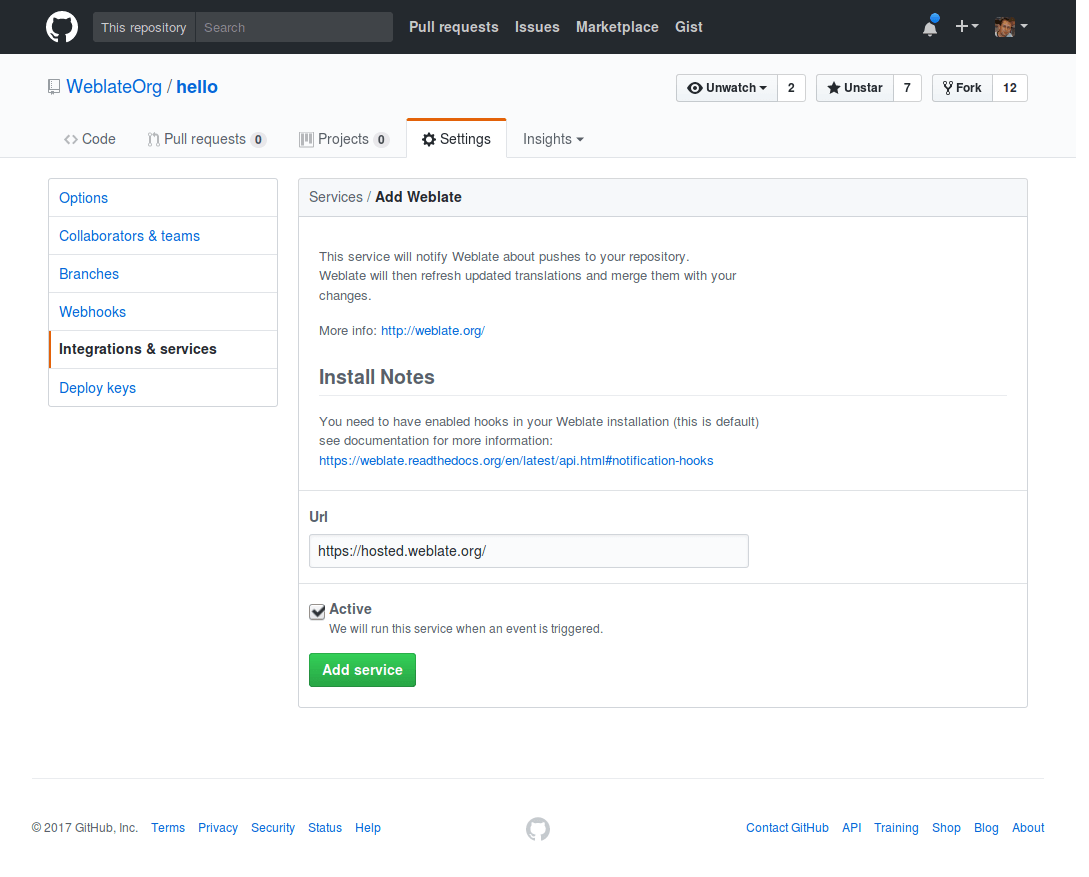 This repository Search Pull requests Issues Marketplace Gist
WeblateOrg / hello Unwatch 2 Unstar 7 Fork 12
Code Pull requests 0 Projects 0 Settings Insights
Options
Collaborators & teams
Branches
Webhooks
Integrations & services
Deploy keys
Services / Add Weblate
This service will notify Weblate about pushes to your repository.
Weblate will then refresh updated translations and merge them with your
changes.
More info: http://weblate.org/
Install Notes
You need to have enabled hooks in your Weblate installation (this is default)
see documentation for more information:
https://weblate.readthedocs.org/en/latest/api.html#notification-hooks
Url
https://hosted.weblate.org/
Active
We will run this service when an event is triggered.
Add service
© 2017 GitHub, Inc. Terms Privacy Security Status Help Contact GitHub API Training Shop Blog About